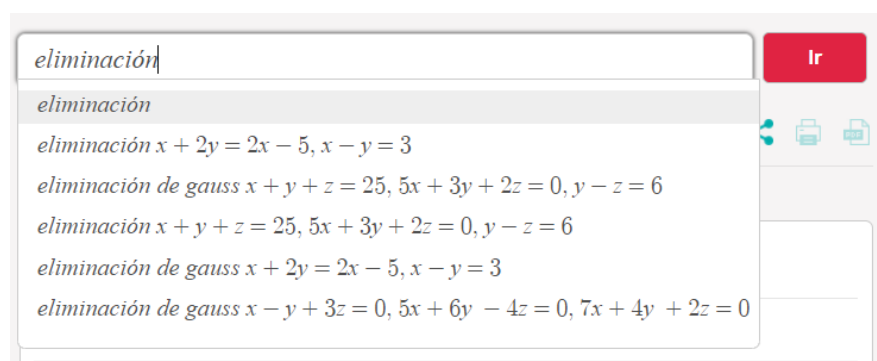 eliminación
Ir
eliminación
eliminación x + 2y = 2x − 5, x − y = 3
eliminación de gauss x + y + z = 25, 5x + 3y + 2z = 0, y − z = 6
eliminación x + y + z = 25, 5x + 3y + 2z = 0, y − z = 6
eliminación de gauss x + 2y = 2x − 5, x − y = 3
eliminación de gauss x − y + 3z = 0, 5x + 6y − 4z = 0, 7x + 4y + 2z = 0